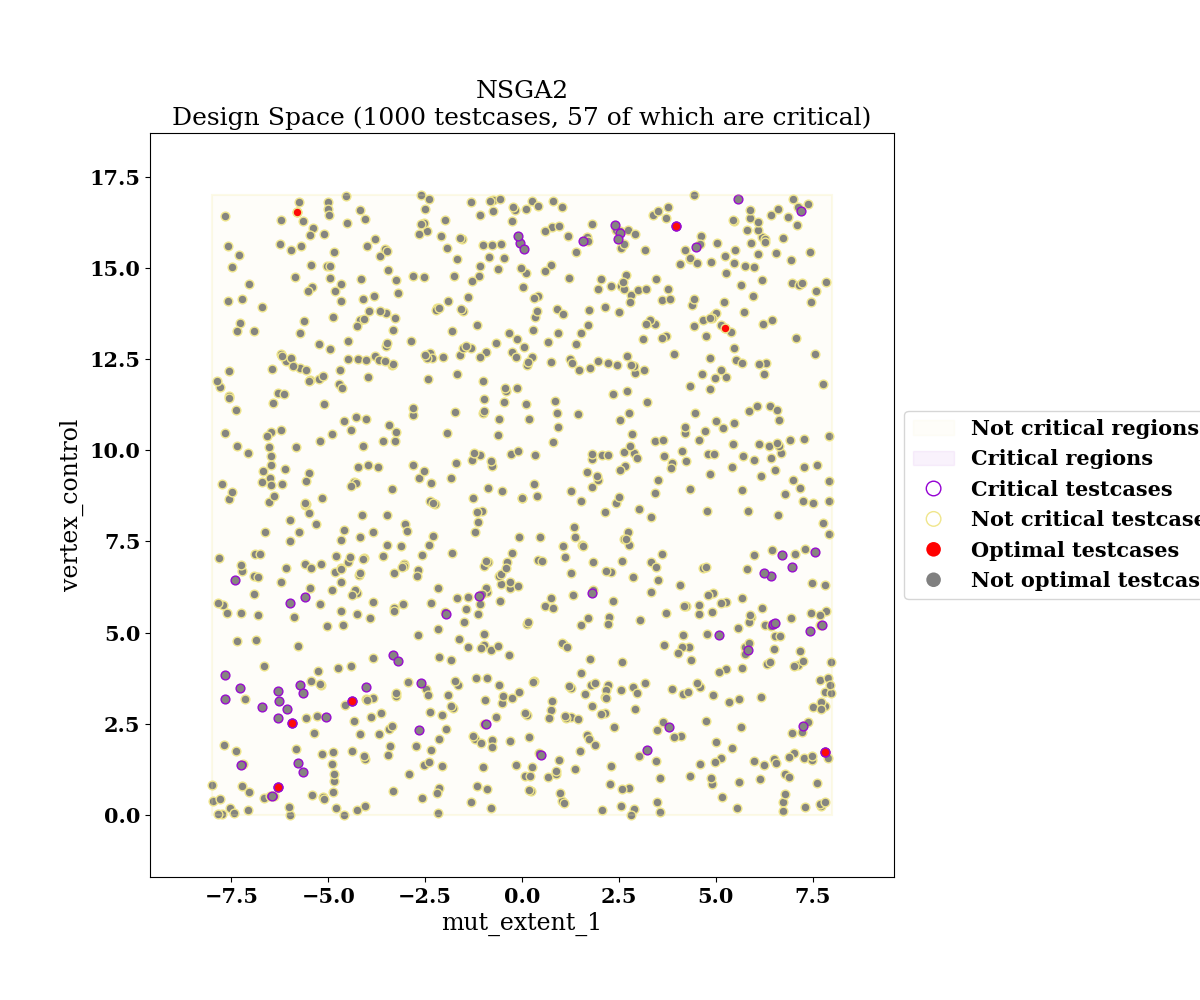 NSGA2
Design Space (1000 testcases, 57 of which are critical)
17.5
15.0
12.5
10.0
7.5
5.0
2.5
0.0
vertex_control
−7.5
−5.0
−2.5
0.0
2.5
5.0
7.5
mut_extent_1
Not critical regions
Critical regions
Critical testcases
Not critical testcase
Optimal testcases
Not optimal testcas